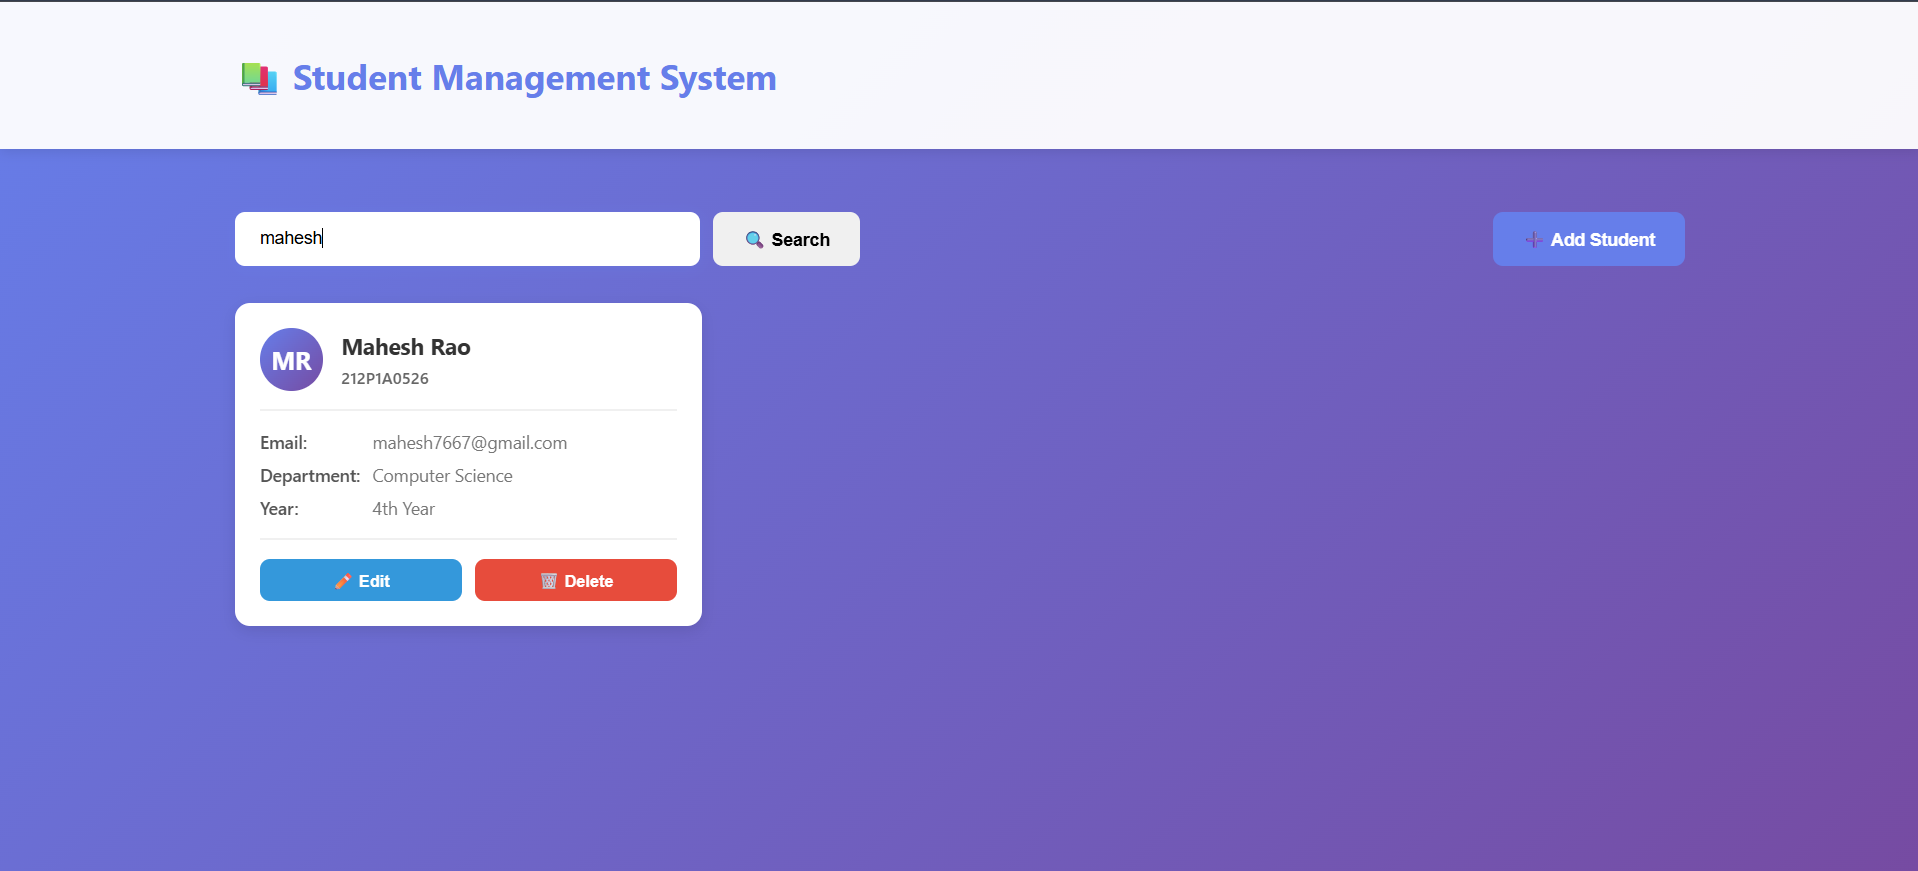 Student Management System
mahesh
Search
Add Student
MR
Mahesh Rao
212P1A0526
Email: mahesh7667@gmail.com
Department: Computer Science
Year: 4th Year
Edit
Delete